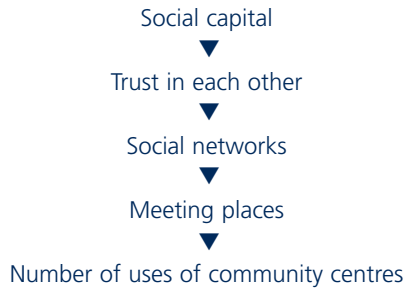 Social capital
Trust in each other
Social networks
Meeting places
Number of uses of community centres